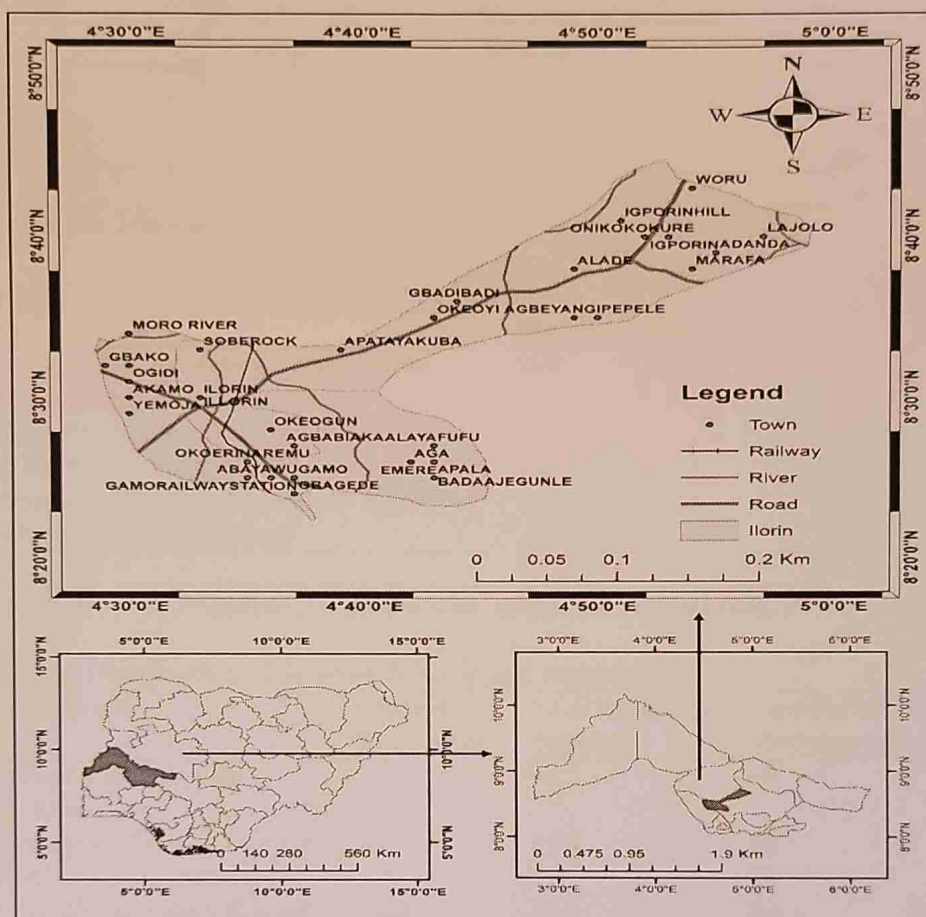 4°30'0"E 4°40'0"E 4°50'0"E 5°0'0"E
8°50'0"N 8°50'0"N
N
W E
S
WORU
IGPORINHILL
ONIKOKOKURE LAJOLO
8°40'0"N IGPORINADANDA 8°40'0"N
ALADE MARAFA
GBADIBADI
OKEOYI AGBEYANGIPEPELE
MORO RIVER
SOBEROCK APATAYAKUBA
GBAKO
OGIDI
AKAMO ILORIN
YEMOJA ILLORIN
8°30'0"N 8°30'0"N
OKEOGUN
AGBABIAKAALAYAFUFU
OKOERINAREMU AGA
ABAYAWUGAMO EMEREAPALA
GAMORAILWAYSTATIONGBAGEDE BADAAJEGUNLE
Legend
Town
Railway
River
Road
Ilorin
0 0.05 0.1 0.2 Km
8°20'0"N 8°20'0"N
4°30'0"E 4°40'0"E 4°50'0"E 5°0'0"E
5°0'0"E 10°0'0"E 15°0'0"E
15°0'0"N 15°0'0"N
10°0'0"N 10°0'0"N
5°0'0"N 5°0'0"N
0 140 280 560 Km
5°0'0"E 10°0'0"E 15°0'0"E
3°0'0"E 4°0'0"E 5°0'0"E 6°0'0"E
10°0'0"N 10°0'0"N
9°0'0"N 9°0'0"N
8°0'0"N 8°0'0"N
0 0.475 0.95 1.9 Km
3°0'0"E 4°0'0"E 5°0'0"E 6°0'0"E